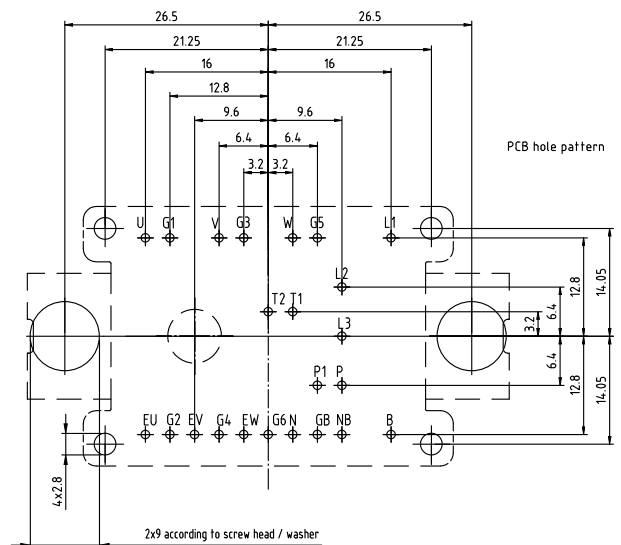 26.5 26.5
21.25 21.25
16 16
12.8
9.6 9.6
6.4 6.4
3.2 3.2
PCB hole pattern
U G1 V G3 W G5 L1
L2
T2 T1
L3
P1 P
EU G2 EV G4 EW G6 N GB NB B
3.2
6.4
12.8
14.05
6.4
12.8
14.05
4x2.8
2x9 according to screw head / washer